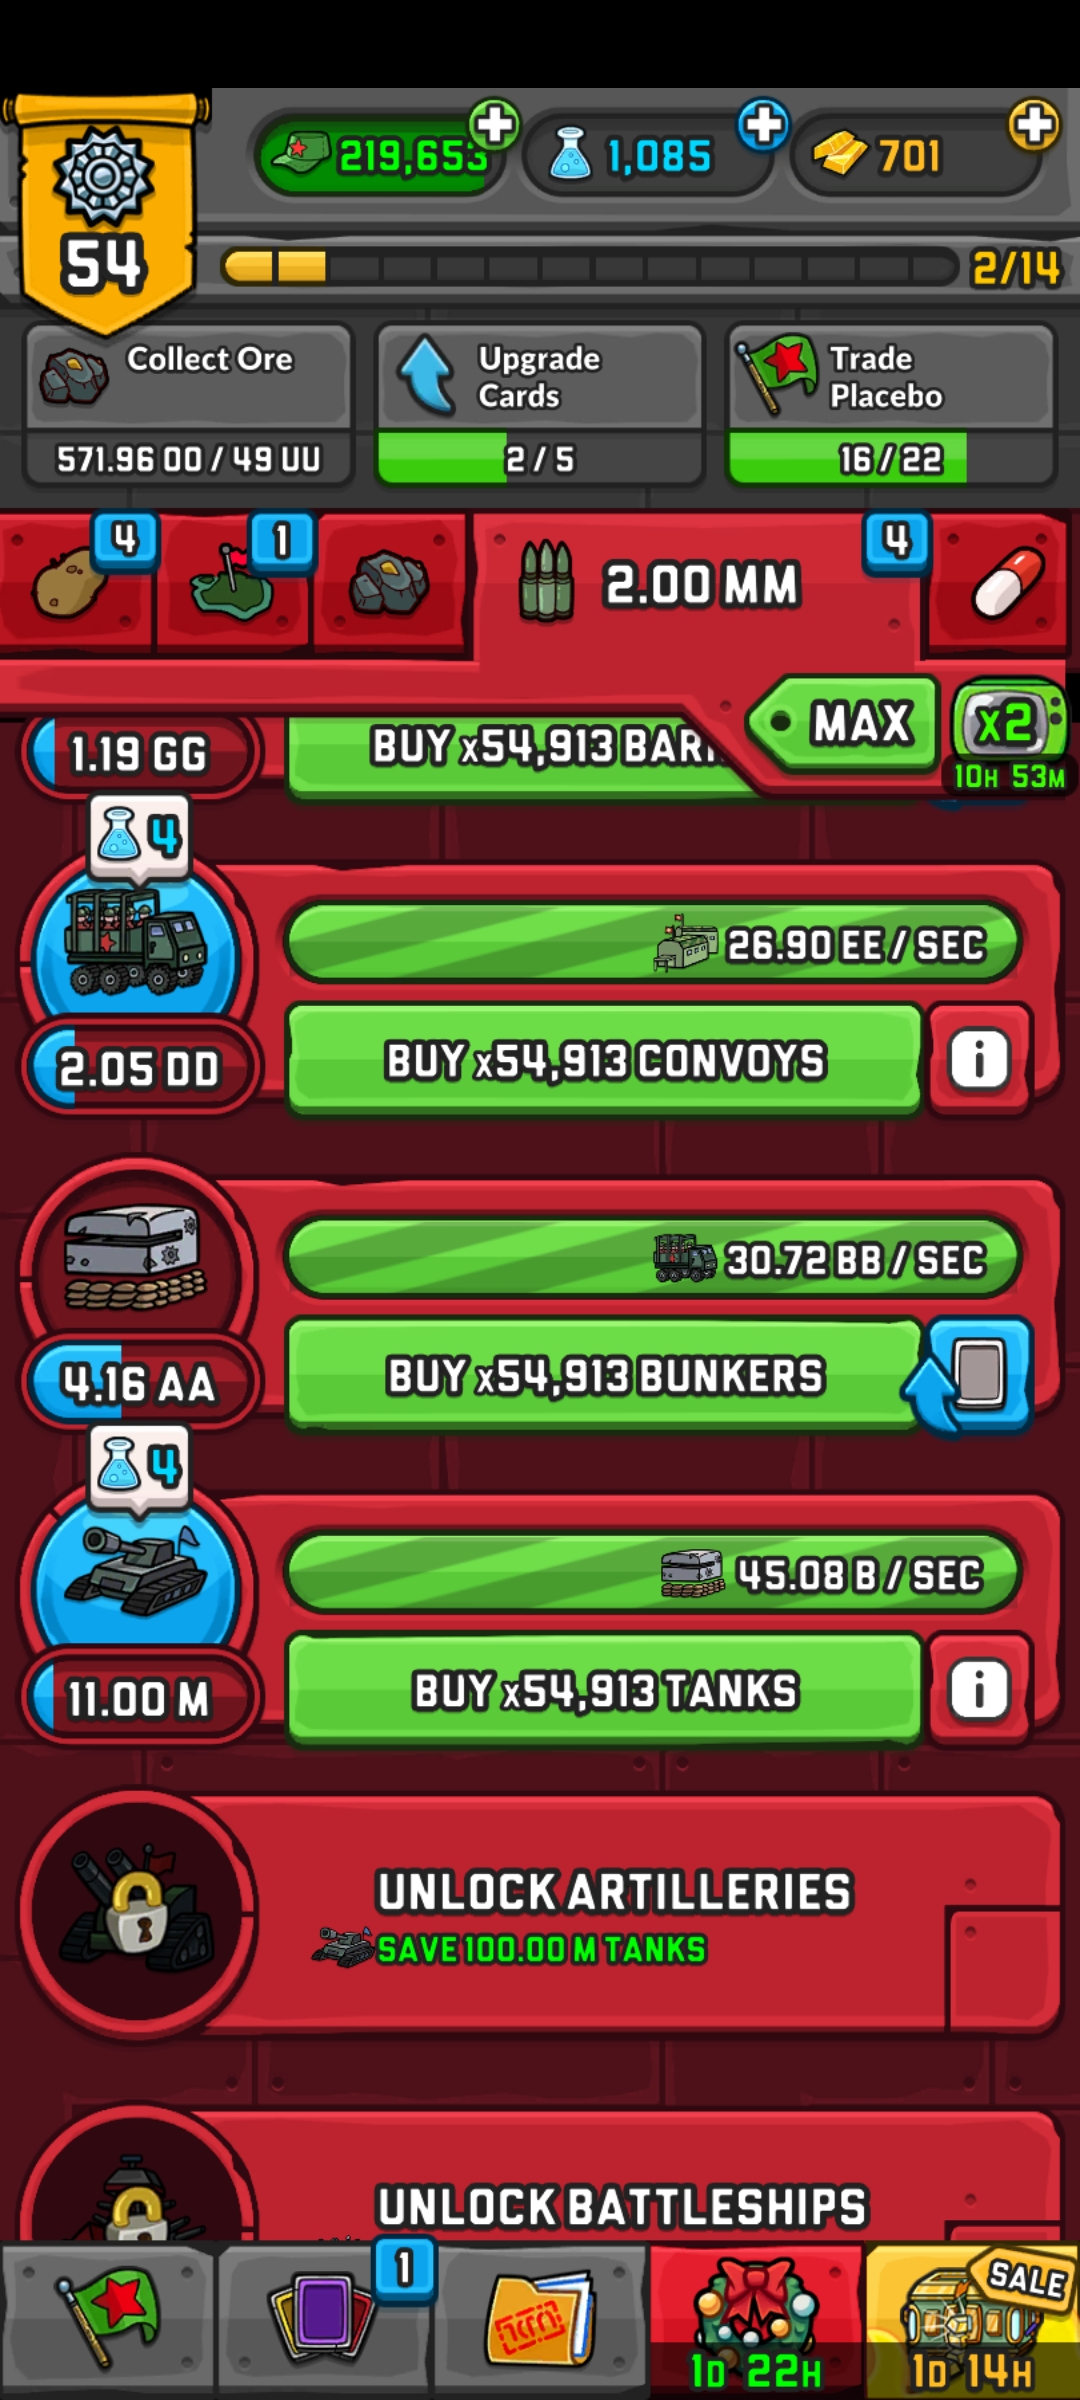 219,653
1,085
701
54
2/14
Collect Ore
571.96 OO / 49 UU
Upgrade
Cards
2 / 5
Trade
Placebo
16 / 22
4
1
2.00 MM
4
MAX
x2
10H 53M
1.19 GG
BUY x54,913
4
26.90 EE / SEC
2.05 DD
BUY x54,913 CONVOYS
i
30.72 BB / SEC
4.16 AA
BUY x54,913 BUNKERS
4
45.08 B / SEC
11.00 M
BUY x54,913 TANKS
i
UNLOCK ARTILLERIES
SAVE 100.00 M TANKS
UNLOCK BATTLESHIPS
1
SALE
1D 22H
1D 14H